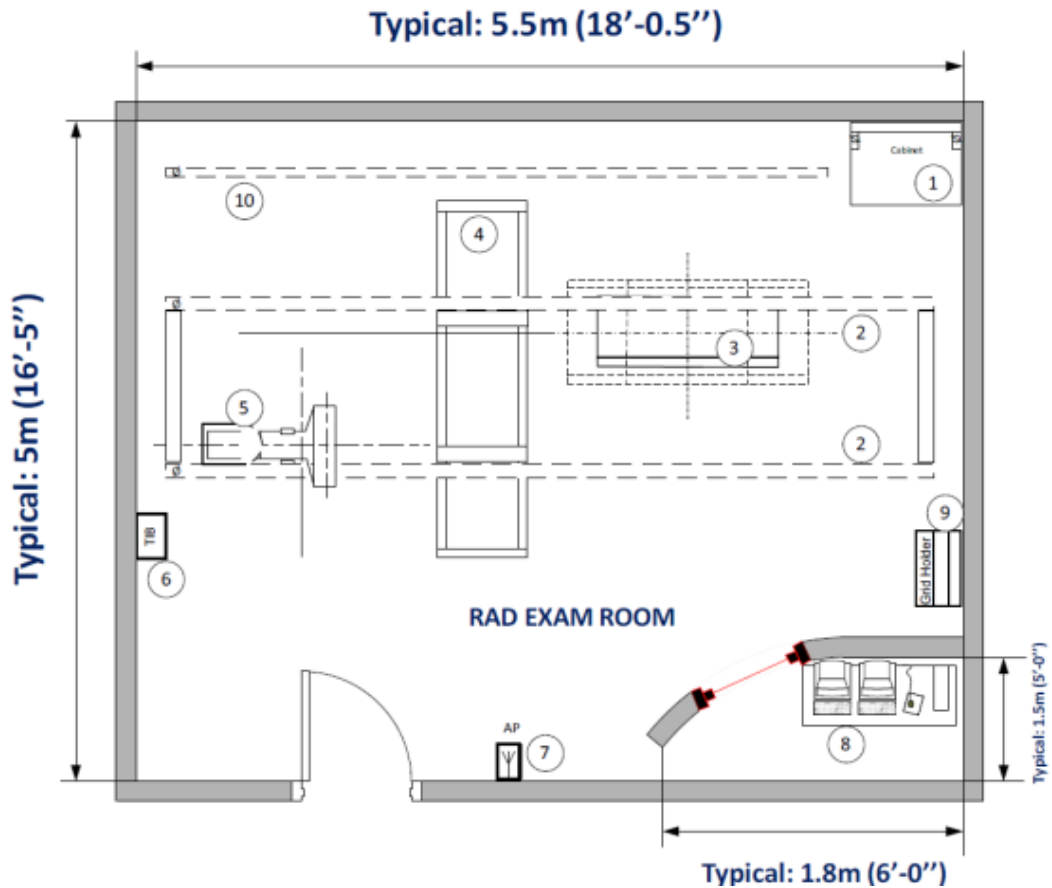 Typical: 5.5m (18’-0.5’’)
Cabinet
1
10
4
Typical: 5m (16’-5’’)
2
3
5
2
9
TIB
Grid Holder
6
RAD EXAM ROOM
Typical: 1.5m (5’-0’’)
AP
7
8
Typical: 1.8m (6’-0’’)